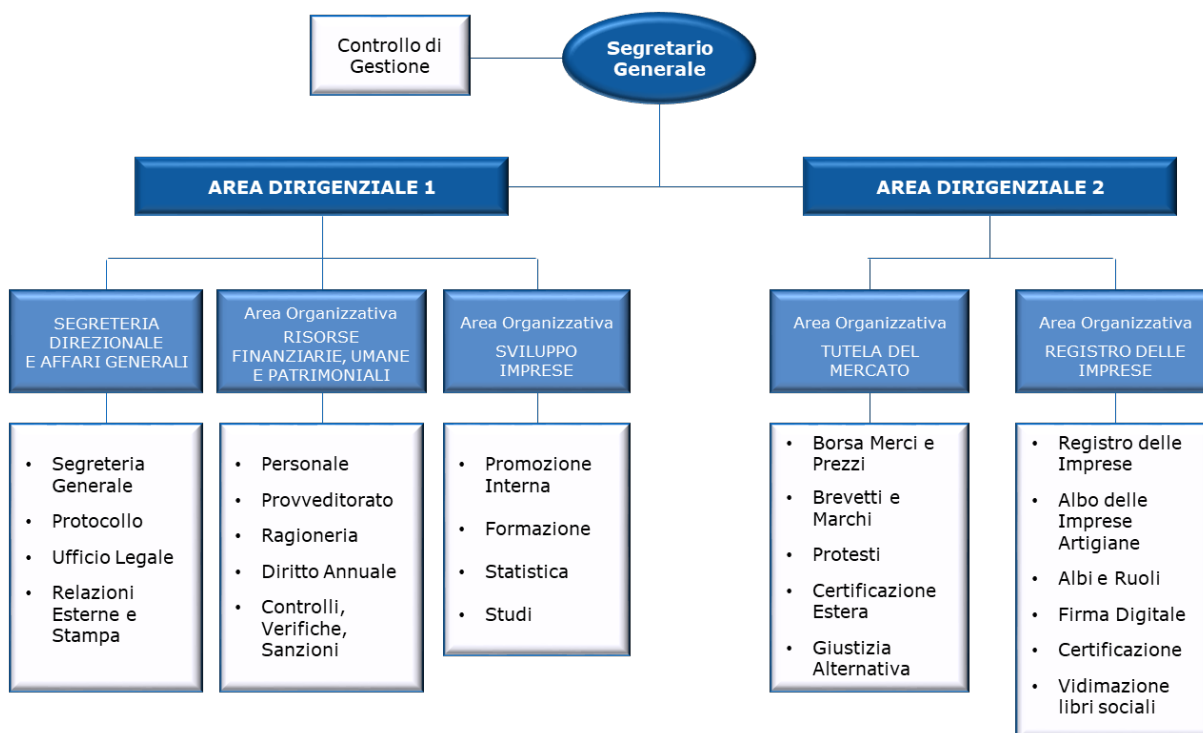 Controllo di
Gestione
Segretario
Generale
AREA DIRIGENZIALE 1
AREA DIRIGENZIALE 2
SEGRETERIA
DIREZIONALE
E AFFARI GENERALI
Area Organizzativa
RISORSE
FINANZIARIE, UMANE
E PATRIMONIALI
Area Organizzativa
SVILUPPO
IMPRESE
Area Organizzativa
TUTELA DEL
MERCATO
Area Organizzativa
REGISTRO DELLE
IMPRESE
• Segreteria
Generale
• Protocollo
• Ufficio Legale
• Relazioni
Esterne e
Stampa
• Personale
• Provveditorato
• Ragioneria
• Diritto Annuale
• Controlli,
Verifiche,
Sanzioni
• Promozione
Interna
• Formazione
• Statistica
• Studi
• Borsa Merci e
Prezzi
• Brevetti e
Marchi
• Protesti
• Certificazione
Estera
• Giustizia
Alternativa
• Registro delle
Imprese
• Albo delle
Imprese
Artigiane
• Albi e Ruoli
• Firma Digitale
• Certificazione
• Vidimazione
libri sociali